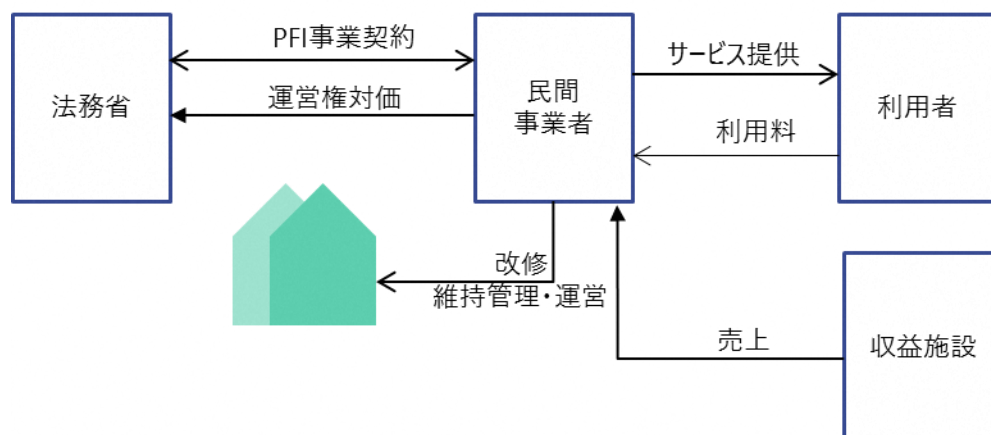 法務省
PFI事業契約
運営権対価
民間
事業者
サービス提供
利用料
利用者
改修
維持管理・運営
売上
収益施設